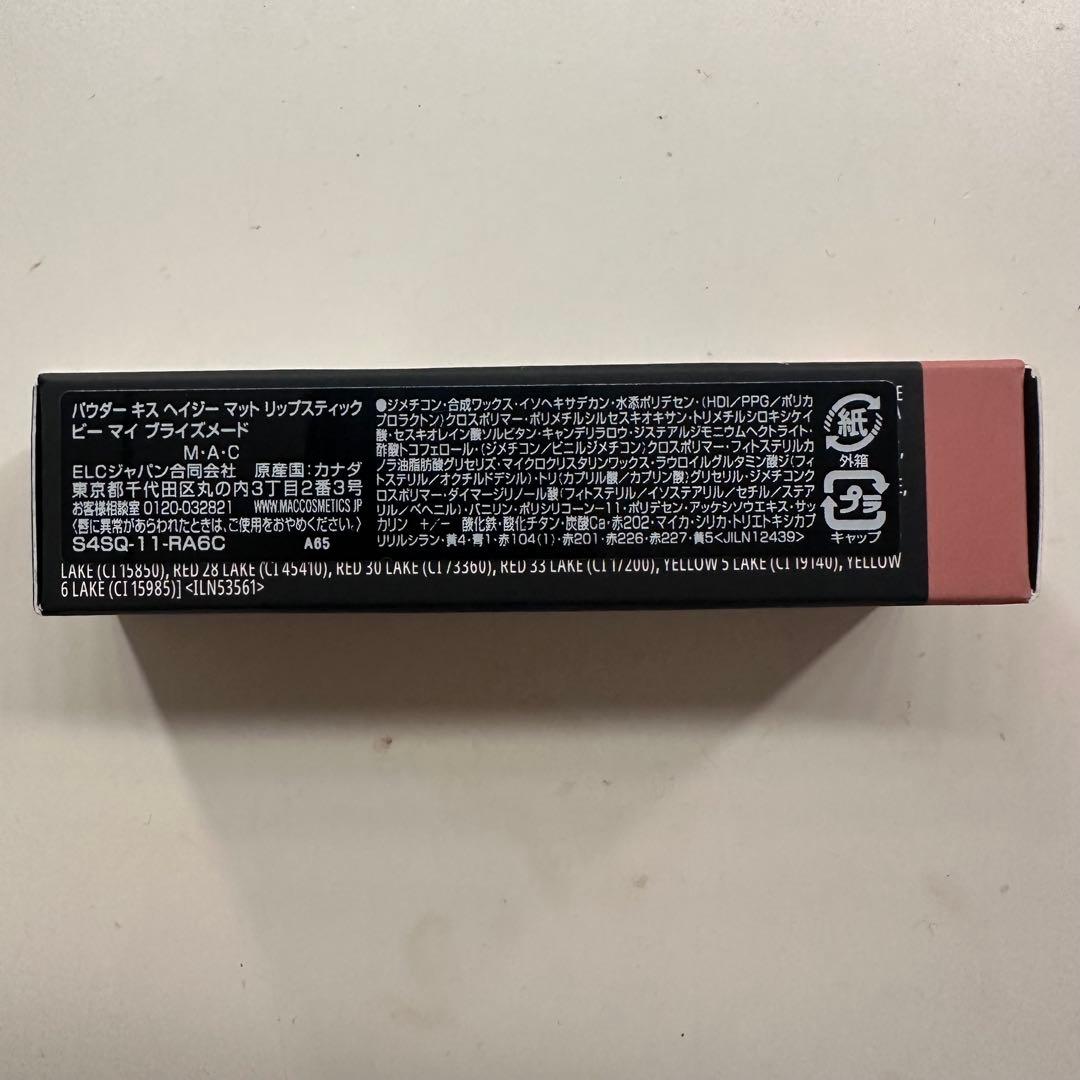 パウダー キス ヘイジー マット リップスティック
ビー マイ ブライズメード
M・A・C
ELCジャパン合同会社 原産国:カナダ
東京都千代田区丸の内3丁目2番3号
お客様相談室 0120-032821 WWW.MACCOSMETICS.JP
〈唇に異常があらわれたときは、ご使用をおやめください。〉
S4SQ-11-RA6C A65
●ジメチコン・合成ワックス・イソヘキサデカン・水添ポリデセン・(HDI/PPG/ポリカ
プロラクトン)クロスポリマー・ポリメチルシルセスキオキサン・トリメチルシロキシケイ
酸・セスキオレイン酸ソルビタン・キャンデリラロウ・ジステアルジモニウムヘクトライト・
酢酸トコフェロール・(ジメチコン/ビニルジメチコン)クロスポリマー・フィトステリルカ
ノラ油脂肪酸グリセリズ・マイクロクリスタリンワックス・ラウロイルグルタミン酸ジ(フィ
トステリル/オクチルドデシル)・トリ(カプリル酸/カプリン酸)グリセリル・ジメチコンク
ロスポリマー・ダイマージリノール酸(フィトステリル/イソステアリル/セチル/ステア
リル/ベヘニル)・バニリン・ポリシリコーン-11・ポリデセン・アッケシソウエキス・サッ
カリン +/- 酸化鉄・酸化チタン・炭酸Ca・赤202・マイカ・シリカ・トリエトキシカプ
リリルシラン・黄4・青1・赤104(1)・赤201・赤226・赤227・黄5<JILN12439>
紙
外箱
プラ
キャップ
LAKE (CI 15850), RED 28 LAKE (CI 45410), RED 30 LAKE (CI 73360), RED 33 LAKE (CI 17200), YELLOW 5 LAKE (CI 19140), YELLOW
6 LAKE (CI 15985)] <ILN53561>